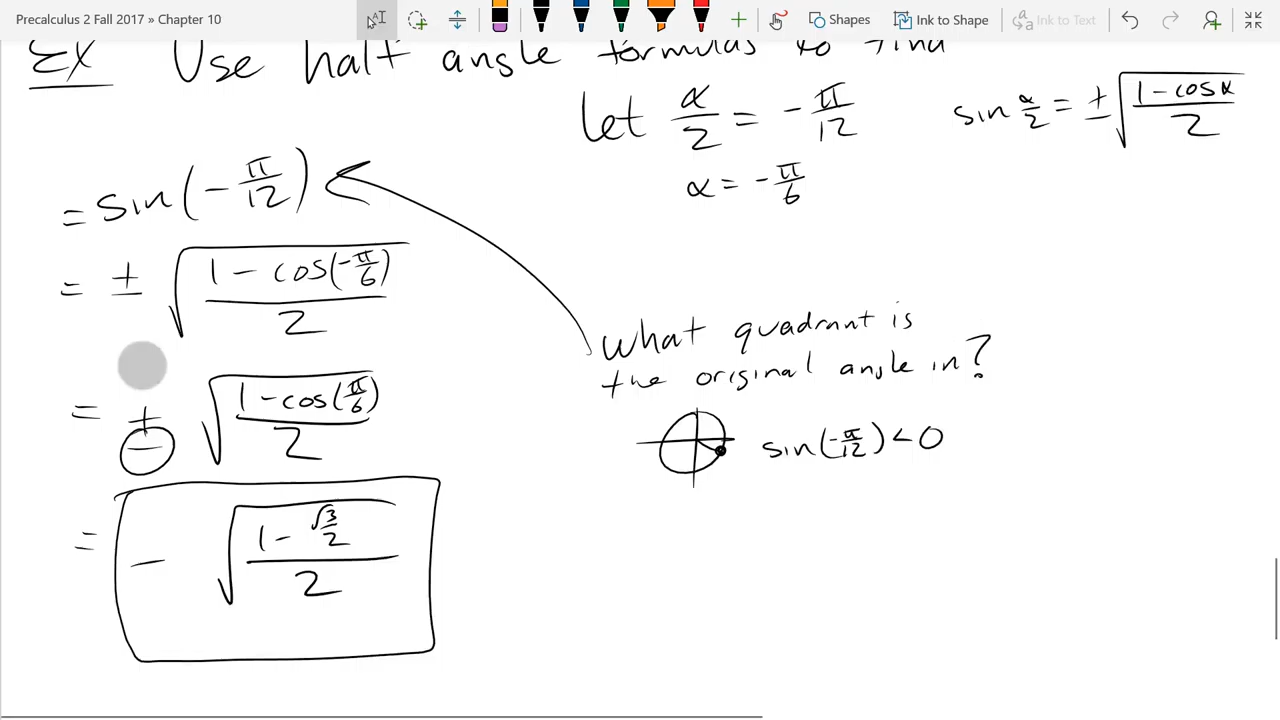 Precalculus 2 Fall 2017 » Chapter 10
Shapes
Ink to Shape
Ink to Text
Ex Use half angle formulas to find
let α/2 = -π/12
sin α/2 = ±√((1-cosα)/2)
α = -π/6
= sin(-π/12)
= ±√((1-cos(-π/6))/2)
What quadrant is
the original angle in?
= ±√((1-cos(π/6))/2)
sin(-π/12)<0
= -√((1-√3/2)/2)